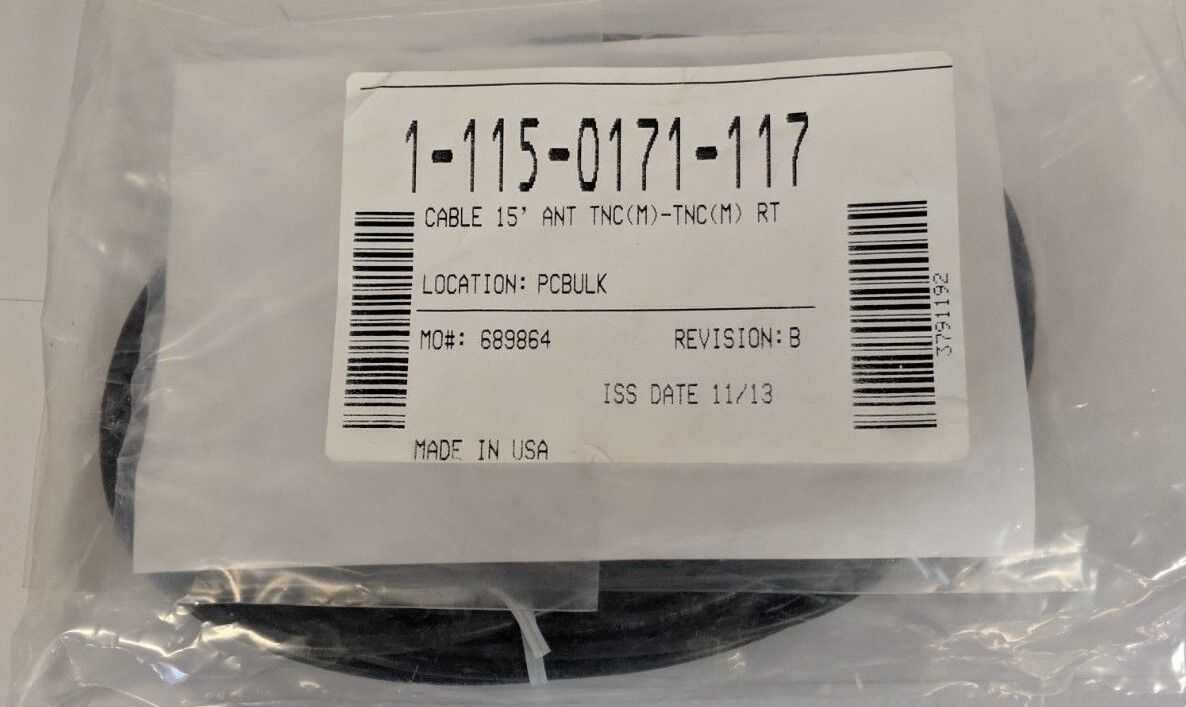 1-115-0171-117
CABLE 15' ANT TNC(M)-TNC(M) RT
LOCATION: PCBULK
MO#: 689864 REVISION: B
ISS DATE 11/13
MADE IN USA
3791192